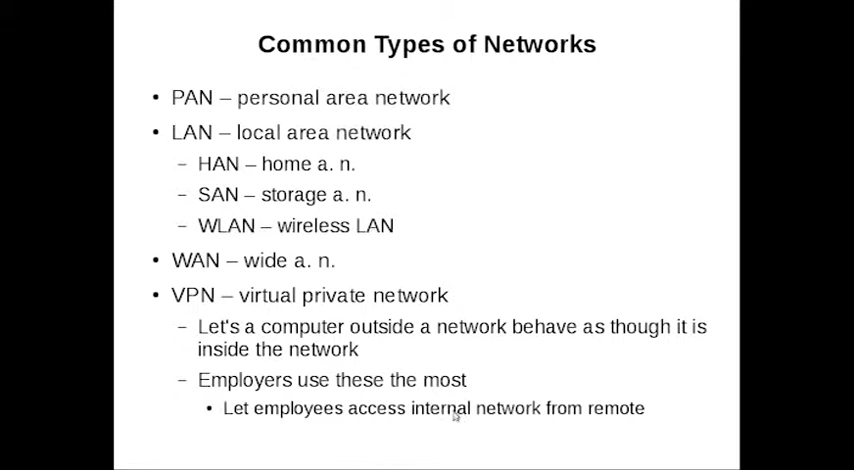 Common Types of Networks
• PAN – personal area network
• LAN – local area network
– HAN – home a. n.
– SAN – storage a. n.
– WLAN – wireless LAN
• WAN – wide a. n.
• VPN – virtual private network
– Let's a computer outside a network behave as though it is
inside the network
– Employers use these the most
• Let employees access internal network from remote